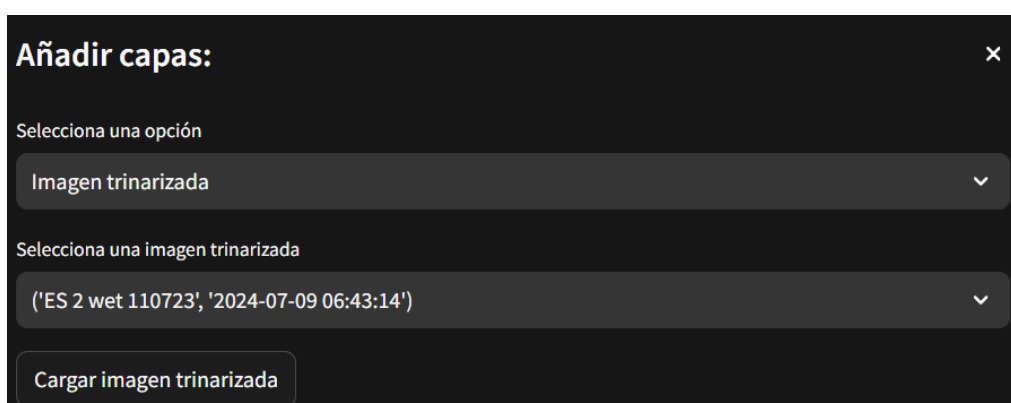 Añadir capas:
Selecciona una opción
Imagen trinarizada
Selecciona una imagen trinarizada
('ES 2 wet 110723', '2024-07-09 06:43:14')
Cargar imagen trinarizada